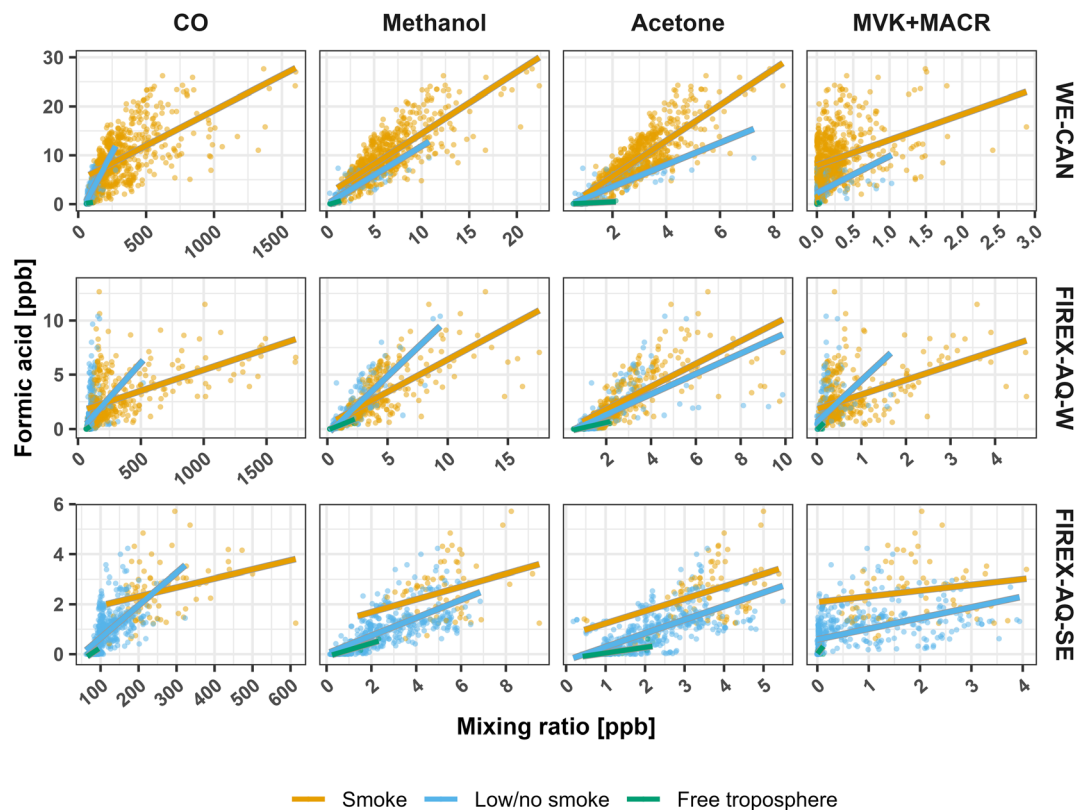 CO Methanol Acetone MVK+MACR
Formic acid [ppb]
30
20
10
0
0 500 1000 1500
0 5 10 15 20
2 4 6 8
0.0 0.5 1.0 1.5 2.0 2.5 3.0
WE-CAN
10
5
0
0 500 1000 1500
0 5 10 15
2 4 6 8 10
0 1 2 3 4
FIREX-AQ-W
6
4
2
0
100 200 300 400 500 600
0 2 4 6 8
0 1 2 3 4 5
0 1 2 3 4
FIREX-AQ-SE
Mixing ratio [ppb]
Smoke Low/no smoke Free troposphere